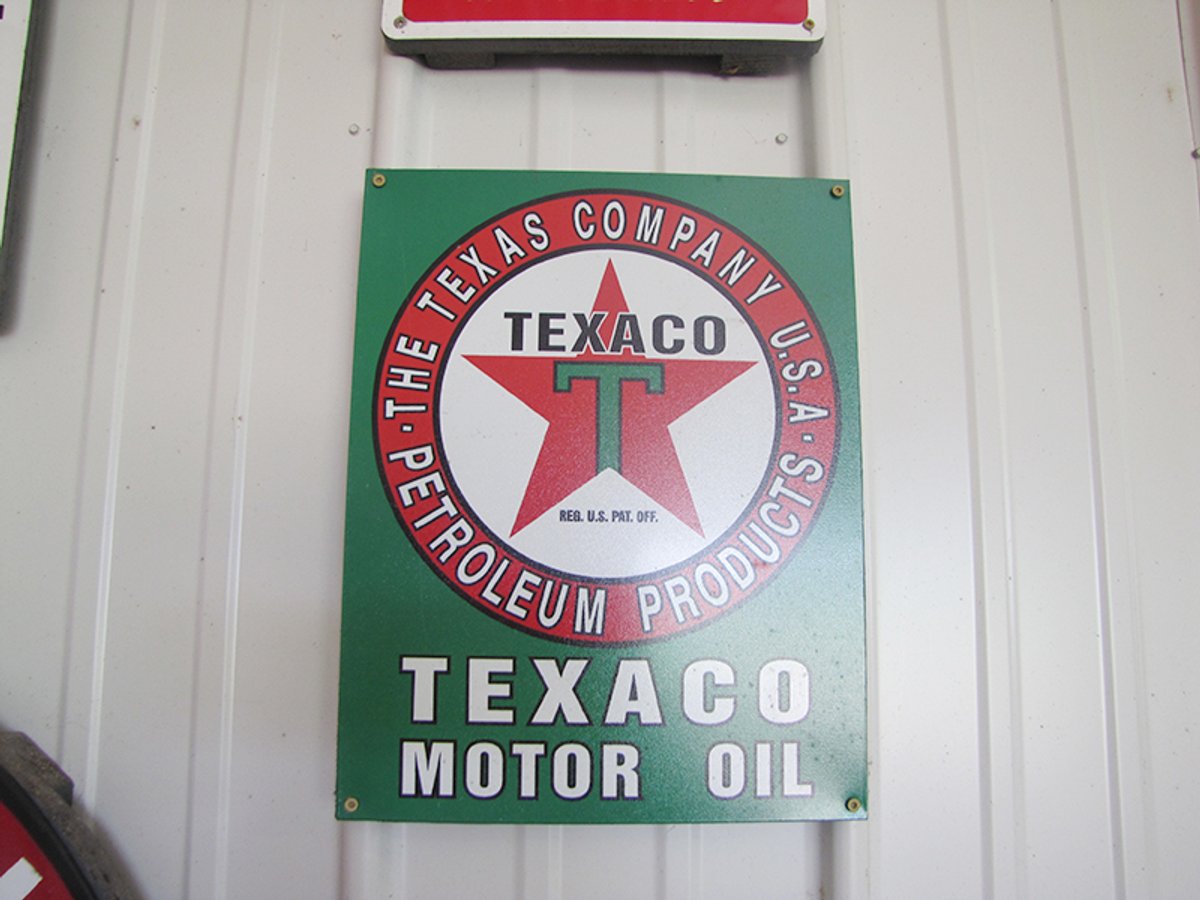 ·THE TEXAS COMPANY U.S.A·
PETROLEUM PRODUCTS
TEXACO
T
REG. U.S. PAT. OFF.
TEXACO
MOTOR OIL